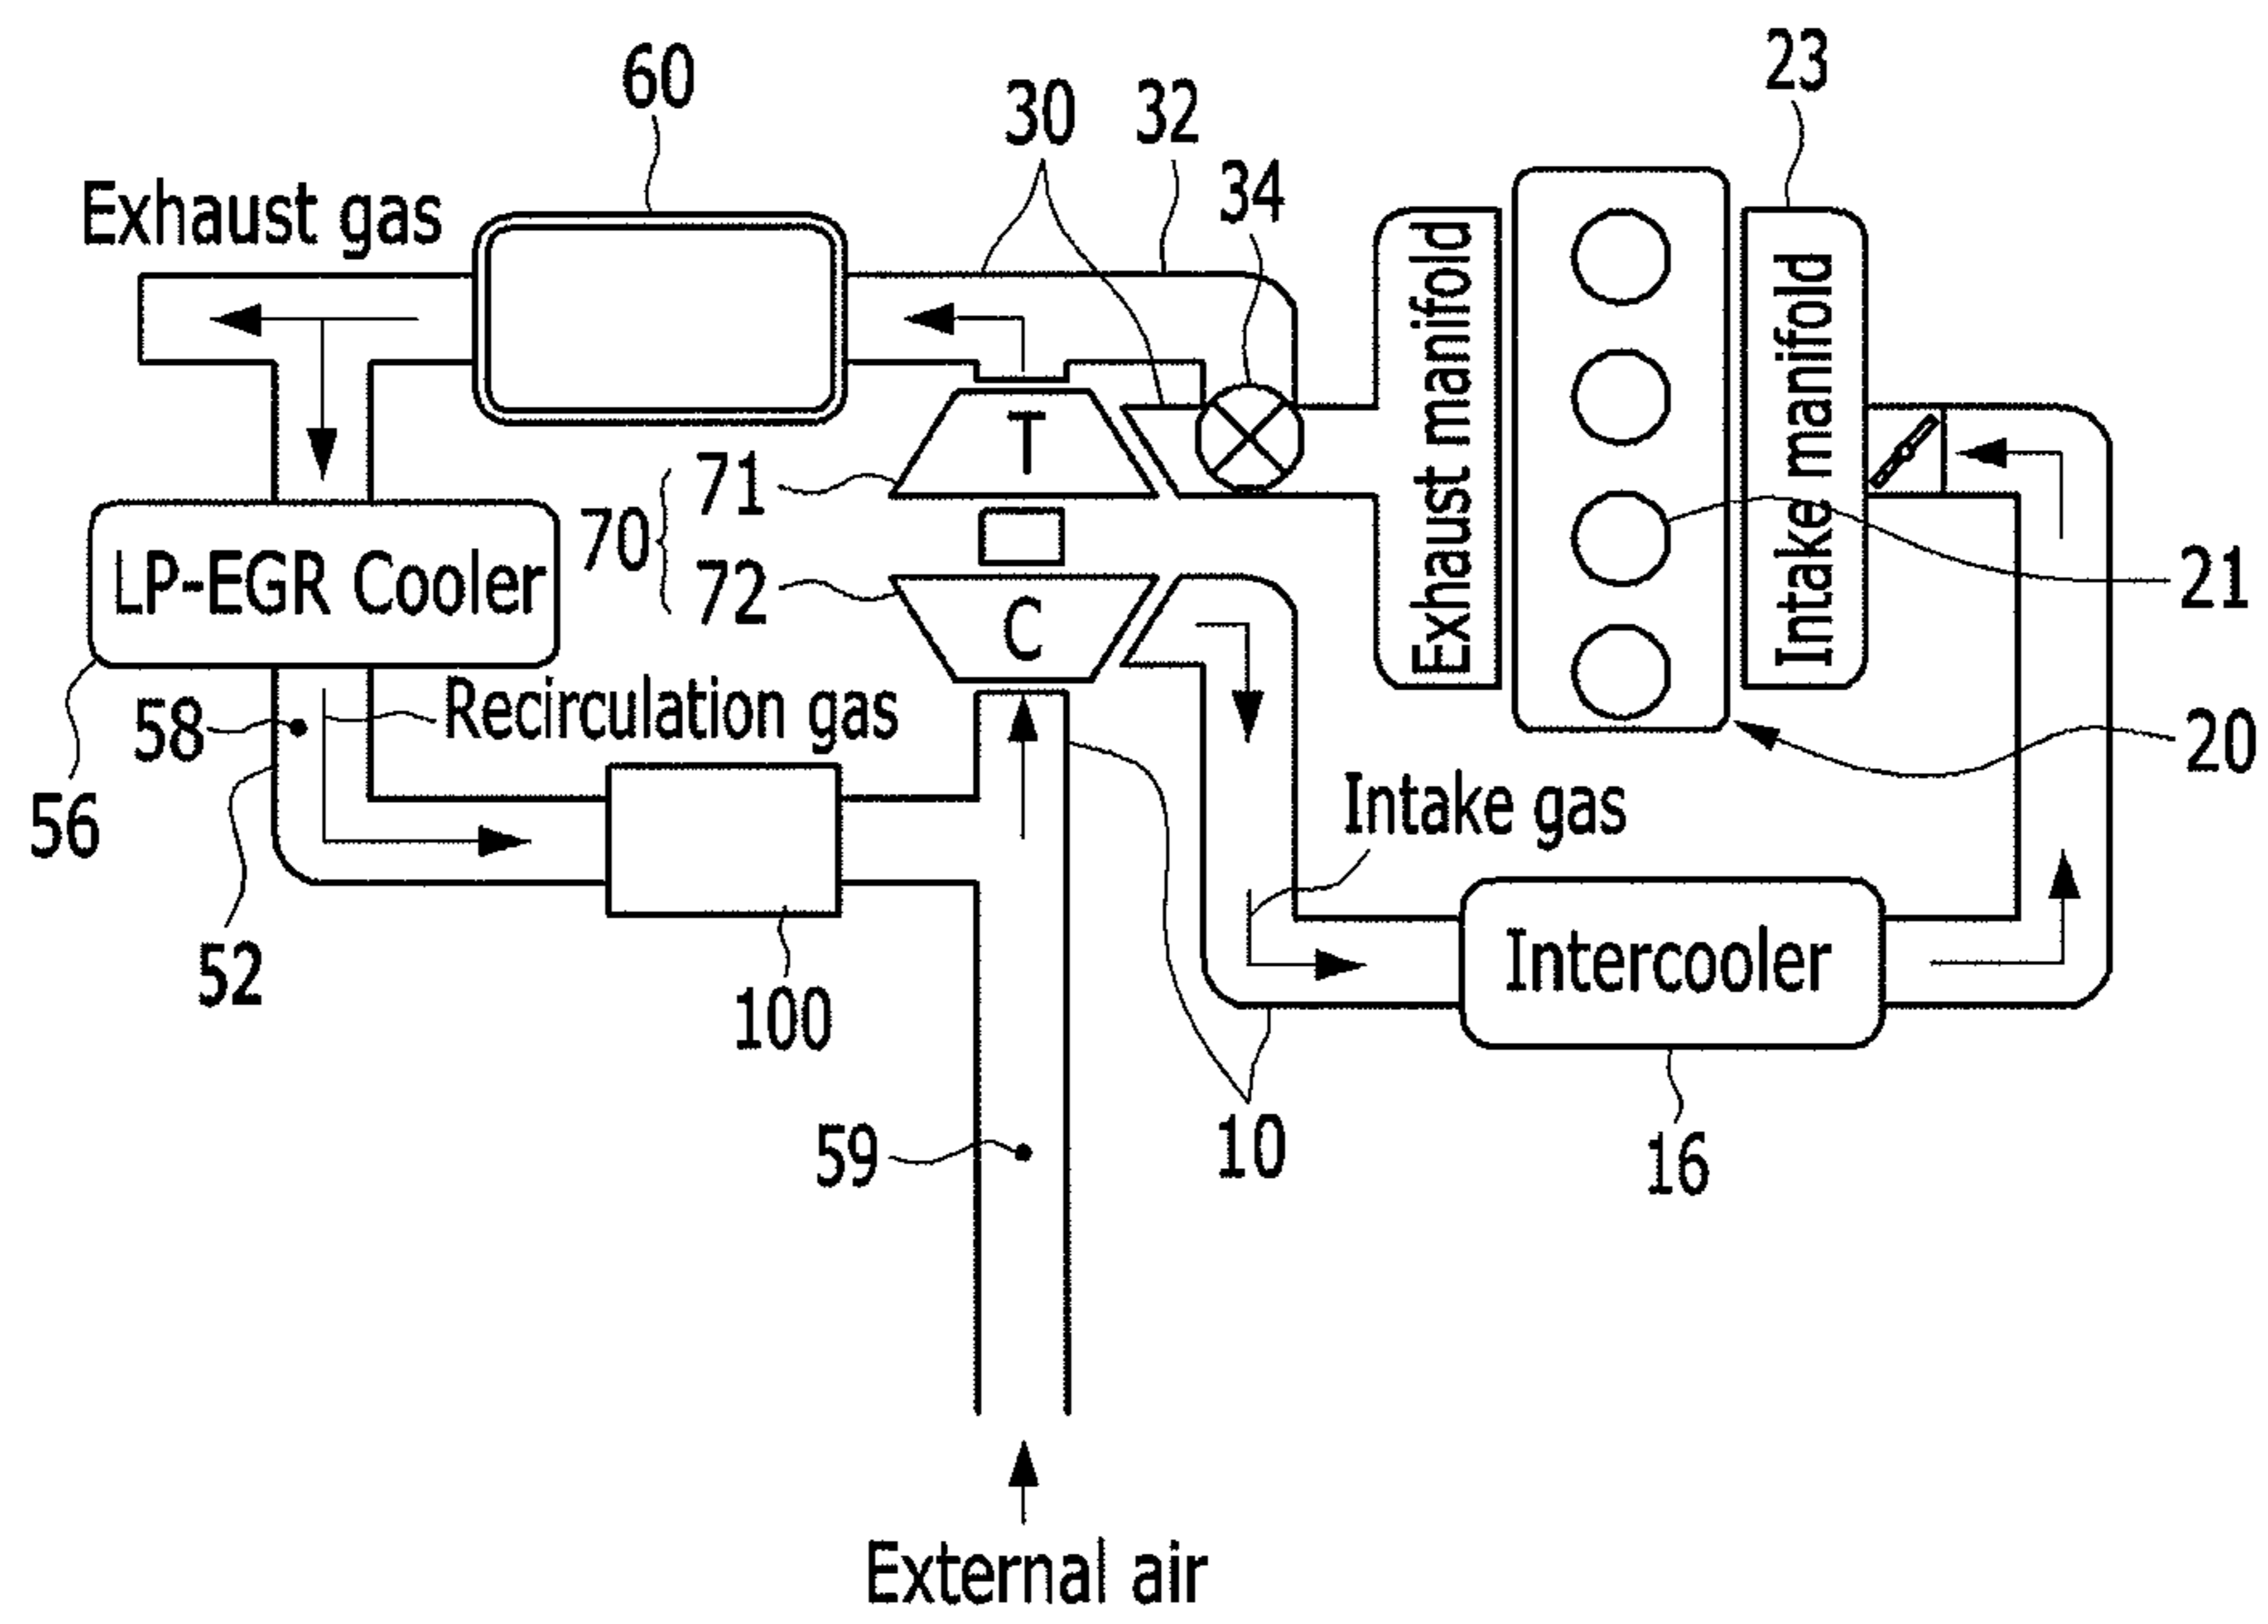 23
60
30
32
34
Exhaust gas
Exhaust manifold
Intake manifold
T
71
70
72
C
LP-EGR Cooler
21
Recirculation gas
58
20
56
Intake gas
52
Intercooler
100
59
10
16
External air